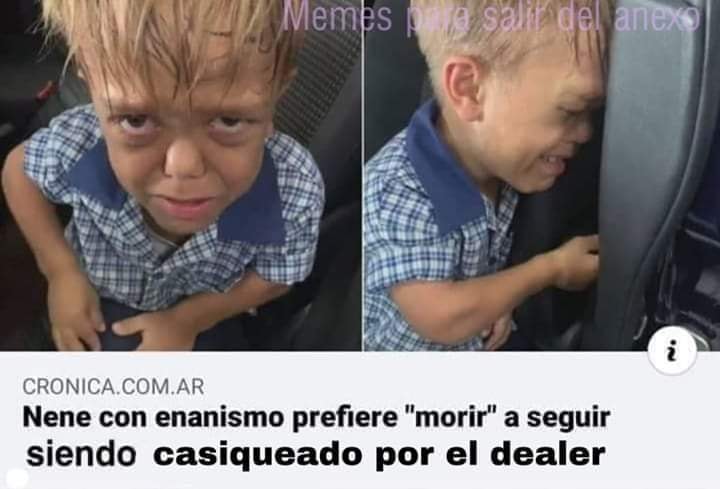 Memes para salir del anexo
CRONICA.COM.AR
Nene con enanismo prefiere "morir" a seguir
siendo casiqueado por el dealer